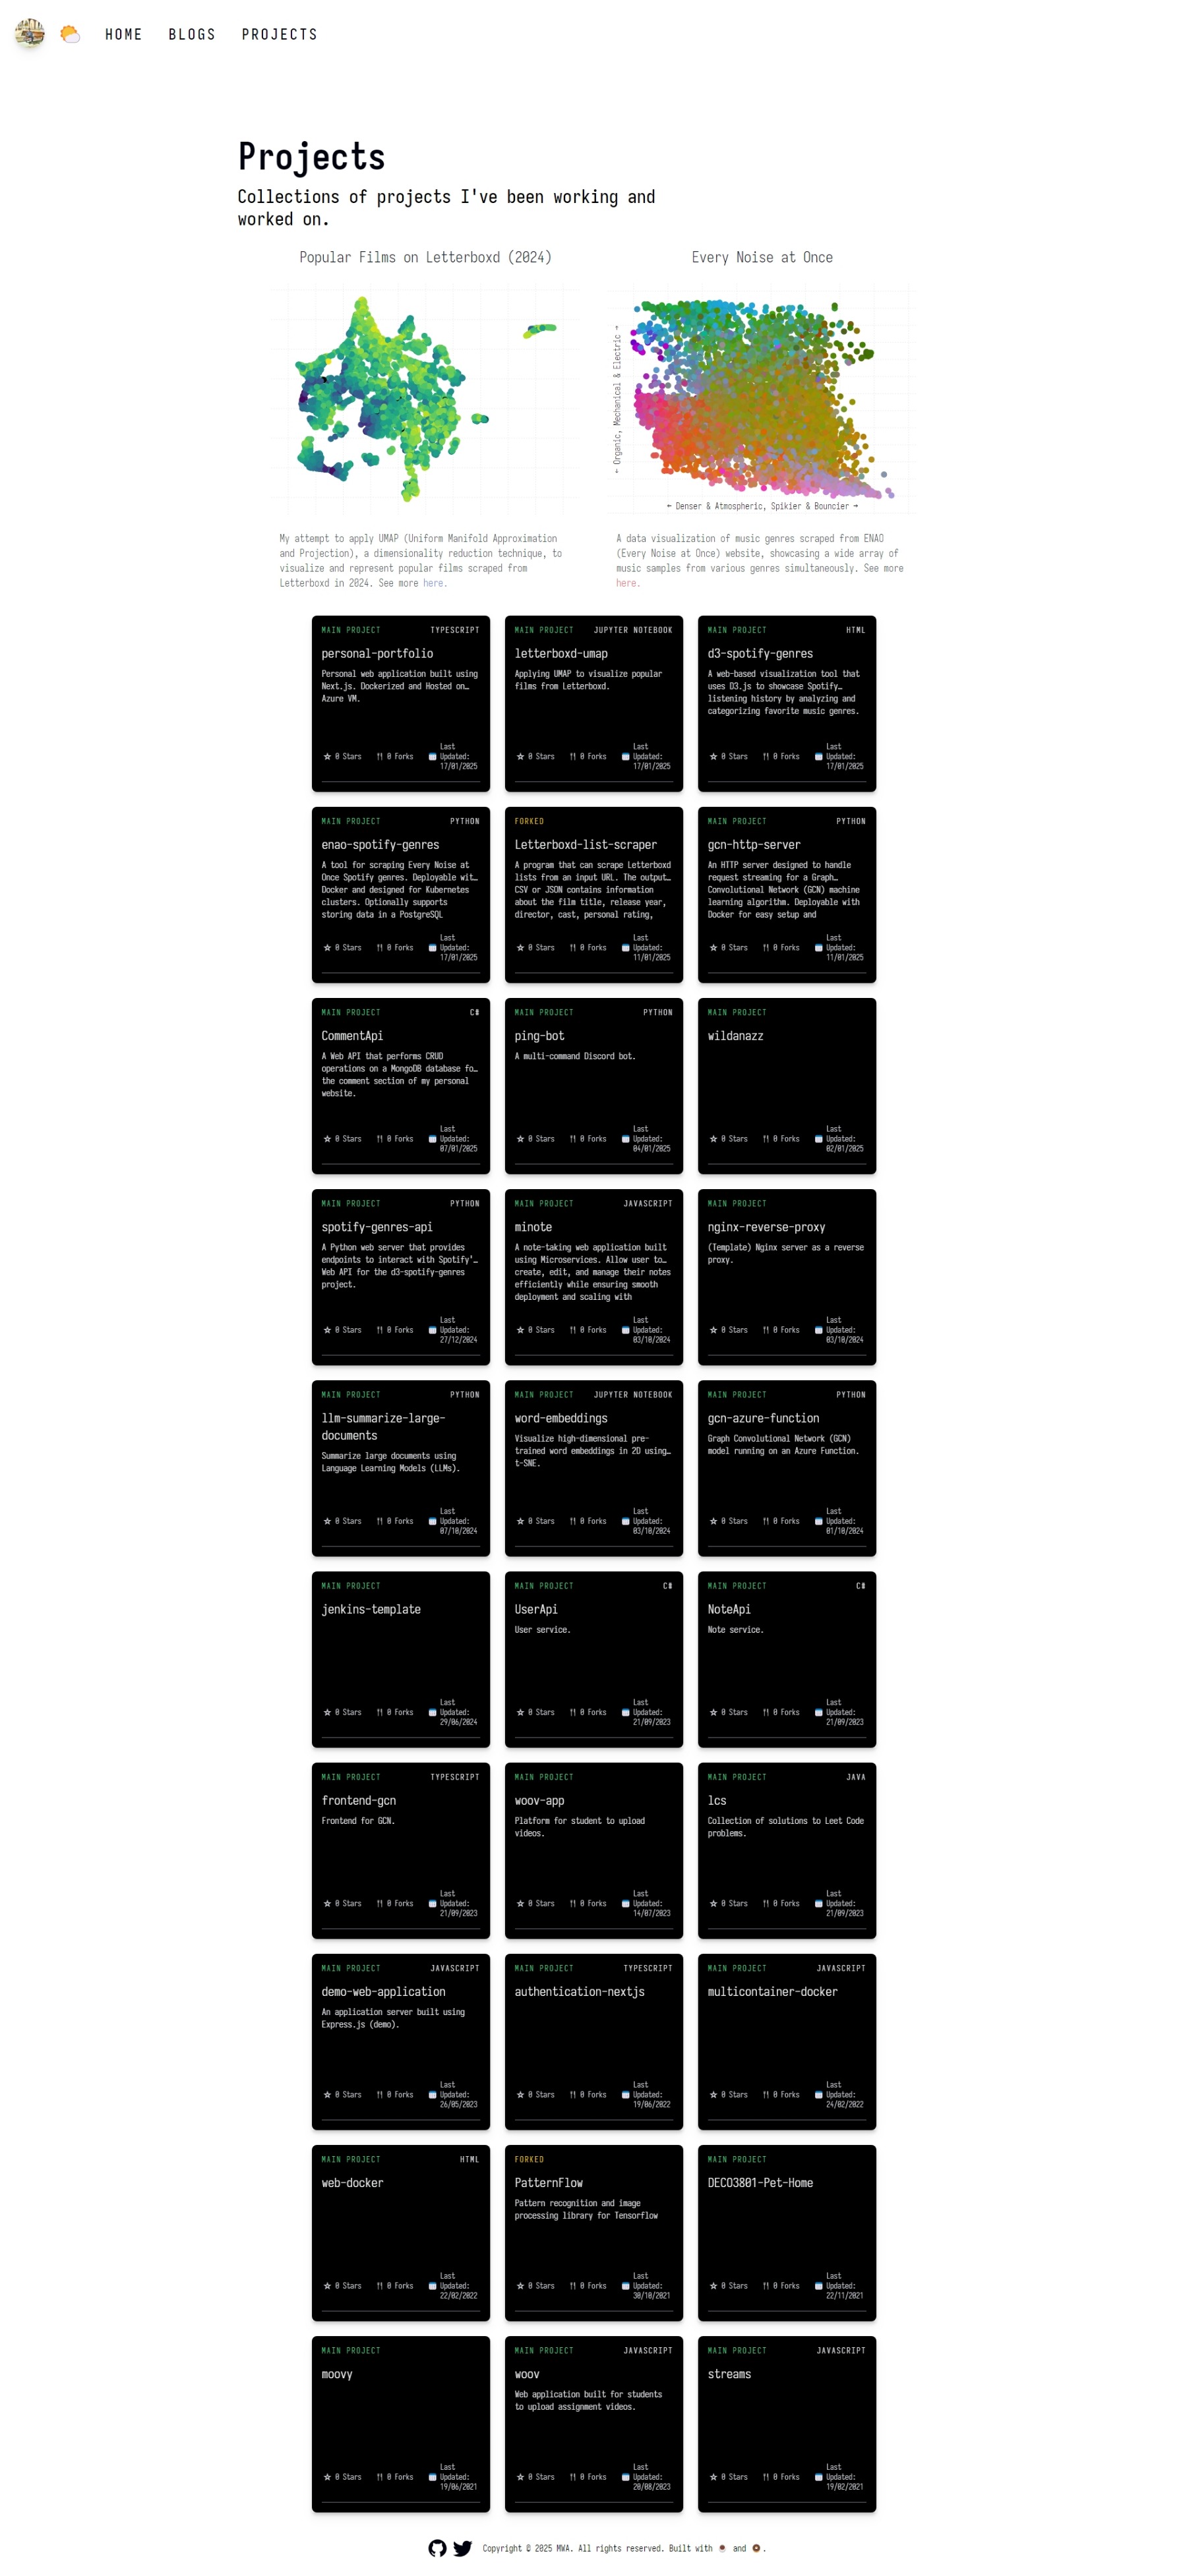 HOME BLOGS PROJECTS
Projects
Collections of projects I've been working and
worked on.
Popular Films on Letterboxd (2024)
Every Noise at Once
← Organic, Mechanical & Electric →
← Denser & Atmospheric, Spikier & Bouncier →
My attempt to apply UMAP (Uniform Manifold Approximation
and Projection), a dimensionality reduction technique, to
visualize and represent popular films scraped from
Letterboxd in 2024. See more here.
A data visualization of music genres scraped from ENAO
(Every Noise at Once) website, showcasing a wide array of
music samples from various genres simultaneously. See more
here.
MAIN PROJECT TYPESCRIPT
personal-portfolio
Personal web application built using
Next.js. Dockerized and Hosted on…
Azure VM.
☆ 0 Stars 0 Forks Last
Updated:
17/01/2025
MAIN PROJECT JUPYTER NOTEBOOK
letterboxd-umap
Applying UMAP to visualize popular
films from Letterboxd.
☆ 0 Stars 0 Forks Last
Updated:
17/01/2025
MAIN PROJECT HTML
d3-spotify-genres
A web-based visualization tool that
uses D3.js to showcase Spotify…
listening history by analyzing and
categorizing favorite music genres.
☆ 0 Stars 0 Forks Last
Updated:
17/01/2025
MAIN PROJECT PYTHON
enao-spotify-genres
A tool for scraping Every Noise at
Once Spotify genres. Deployable wit…
Docker and designed for Kubernetes
clusters. Optionally supports
storing data in a PostgreSQL
☆ 0 Stars 0 Forks Last
Updated:
17/01/2025
FORKED
Letterboxd-list-scraper
A program that can scrape Letterboxd
lists from an input URL. The output…
CSV or JSON contains information
about the film title, release year,
director, cast, personal rating,
☆ 0 Stars 0 Forks Last
Updated:
11/01/2025
MAIN PROJECT PYTHON
gcn-http-server
An HTTP server designed to handle
request streaming for a Graph…
Convolutional Network (GCN) machine
learning algorithm. Deployable with
Docker for easy setup and
☆ 0 Stars 0 Forks Last
Updated:
11/01/2025
MAIN PROJECT C#
CommentApi
A Web API that performs CRUD
operations on a MongoDB database fo…
the comment section of my personal
website.
☆ 0 Stars 0 Forks Last
Updated:
07/01/2025
MAIN PROJECT PYTHON
ping-bot
A multi-command Discord bot.
☆ 0 Stars 0 Forks Last
Updated:
04/01/2025
MAIN PROJECT
wildanazz
☆ 0 Stars 0 Forks Last
Updated:
02/01/2025
MAIN PROJECT PYTHON
spotify-genres-api
A Python web server that provides
endpoints to interact with Spotify'…
Web API for the d3-spotify-genres
project.
☆ 0 Stars 0 Forks Last
Updated:
27/12/2024
MAIN PROJECT JAVASCRIPT
minote
A note-taking web application built
using Microservices. Allow user to…
create, edit, and manage their notes
efficiently while ensuring smooth
deployment and scaling with
☆ 0 Stars 0 Forks Last
Updated:
03/10/2024
MAIN PROJECT
nginx-reverse-proxy
(Template) Nginx server as a reverse
proxy.
☆ 0 Stars 0 Forks Last
Updated:
03/10/2024
MAIN PROJECT PYTHON
llm-summarize-large-
documents
Summarize large documents using
Language Learning Models (LLMs).
☆ 0 Stars 0 Forks Last
Updated:
07/10/2024
MAIN PROJECT JUPYTER NOTEBOOK
word-embeddings
Visualize high-dimensional pre-
trained word embeddings in 2D using…
t-SNE.
☆ 0 Stars 0 Forks Last
Updated:
03/10/2024
MAIN PROJECT PYTHON
gcn-azure-function
Graph Convolutional Network (GCN)
model running on an Azure Function.
☆ 0 Stars 0 Forks Last
Updated:
01/10/2024
MAIN PROJECT
jenkins-template
☆ 0 Stars 0 Forks Last
Updated:
29/06/2024
MAIN PROJECT C#
UserApi
User service.
☆ 0 Stars 0 Forks Last
Updated:
21/09/2023
MAIN PROJECT C#
NoteApi
Note service.
☆ 0 Stars 0 Forks Last
Updated:
21/09/2023
MAIN PROJECT TYPESCRIPT
frontend-gcn
Frontend for GCN.
☆ 0 Stars 0 Forks Last
Updated:
21/09/2023
MAIN PROJECT
woov-app
Platform for student to upload
videos.
☆ 0 Stars 0 Forks Last
Updated:
14/07/2023
MAIN PROJECT JAVA
lcs
Collection of solutions to Leet Code
problems.
☆ 0 Stars 0 Forks Last
Updated:
21/09/2023
MAIN PROJECT JAVASCRIPT
demo-web-application
An application server built using
Express.js (demo).
☆ 0 Stars 0 Forks Last
Updated:
26/05/2023
MAIN PROJECT TYPESCRIPT
authentication-nextjs
☆ 0 Stars 0 Forks Last
Updated:
19/06/2022
MAIN PROJECT JAVASCRIPT
multicontainer-docker
☆ 0 Stars 0 Forks Last
Updated:
24/02/2022
MAIN PROJECT HTML
web-docker
☆ 0 Stars 0 Forks Last
Updated:
22/02/2022
FORKED
PatternFlow
Pattern recognition and image
processing library for Tensorflow
☆ 0 Stars 0 Forks Last
Updated:
30/10/2021
MAIN PROJECT
DECO3801-Pet-Home
☆ 0 Stars 0 Forks Last
Updated:
22/11/2021
MAIN PROJECT
moovy
☆ 0 Stars 0 Forks Last
Updated:
19/06/2021
MAIN PROJECT JAVASCRIPT
woov
Web application built for students
to upload assignment videos.
☆ 0 Stars 0 Forks Last
Updated:
20/08/2023
MAIN PROJECT JAVASCRIPT
streams
☆ 0 Stars 0 Forks Last
Updated:
19/02/2021
Copyright © 2025 MWA. All rights reserved. Built with and .